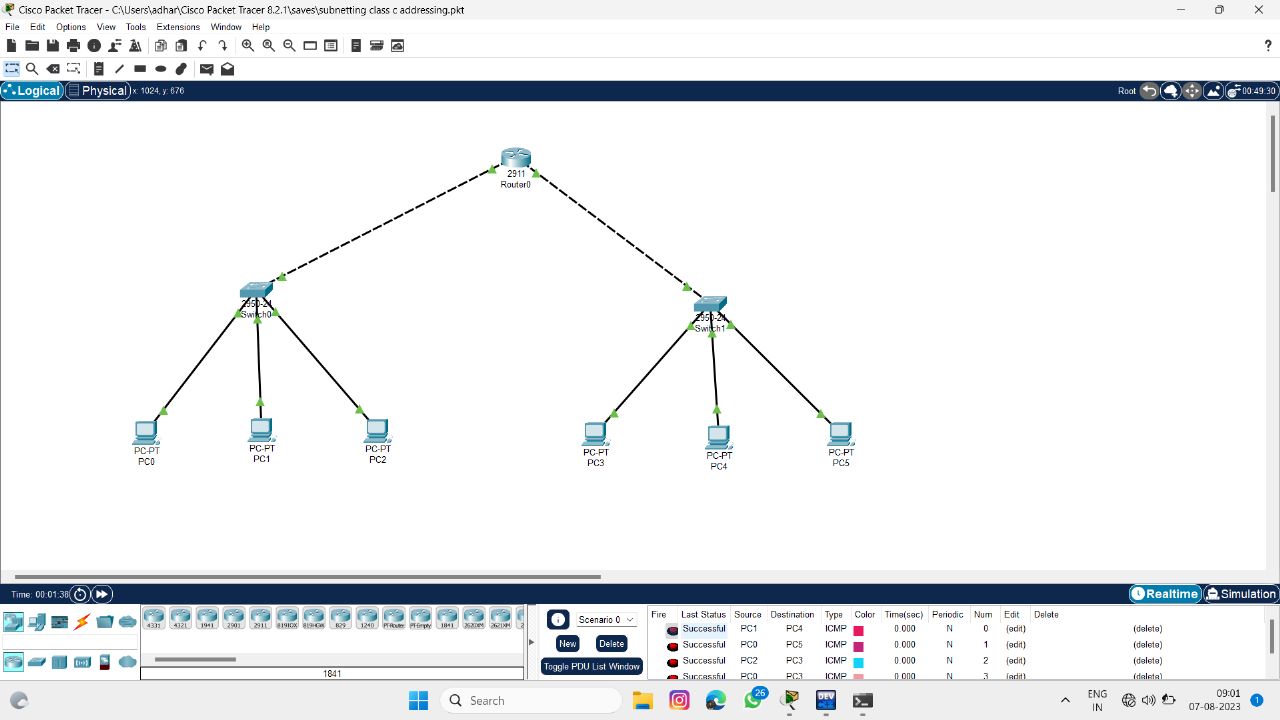 Cisco Packet Tracer - C:\Users\adhar\Cisco Packet Tracer 8.2.1\saves\subnetting class c addressing.pkt
File Edit Options View Tools Extensions Window Help
?
Logical Physical x: 1024, y: 676 Root 00:49:30
2911
Router0
2950-24
Switch0
2950-24
Switch1
PC-PT
PC0
PC-PT
PC1
PC-PT
PC2
PC-PT
PC3
PC-PT
PC4
PC-PT
PC5
Time: 00:01:38 Realtime Simulation
4331 4321 1941 2901 2911 819IOX 819HGW 829 1240 PT-Router PT-Empty 1841 2620XM 2621XM
1841
Scenario 0
New Delete
Toggle PDU List Window
Fire Last Status Source Destination Type Color Time(sec) Periodic Num Edit Delete
Successful PC1 PC4 ICMP 0.000 N 0 (edit) (delete)
Successful PC0 PC5 ICMP 0.000 N 1 (edit) (delete)
Successful PC2 PC3 ICMP 0.000 N 2 (edit) (delete)
Successful PC0 PC3 ICMP 0.000 N 3 (edit) (delete)
Search
26
DEV
ENG
IN
09:01
07-08-2023
1